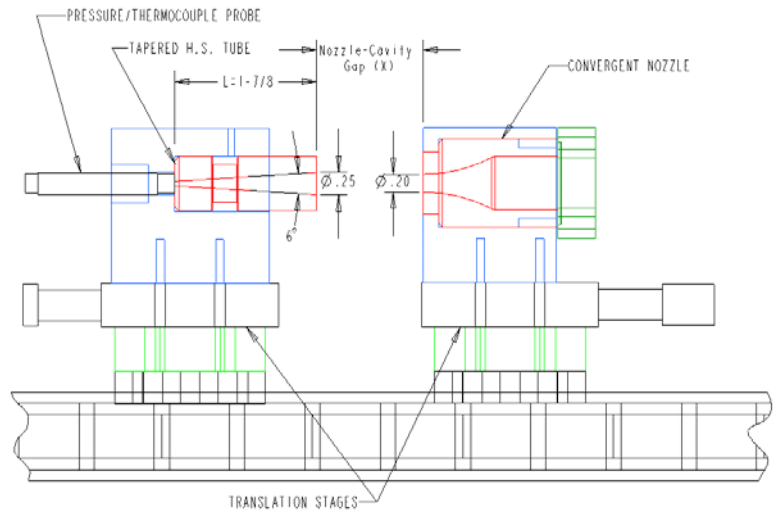 PRESSURE/THERMOCOUPLE PROBE
TAPERED H.S. TUBE
Nozzle-Cavity
Gap (X)
CONVERGENT NOZZLE
L=1-7/8
Ø.25
Ø.20
6°
TRANSLATION STAGES